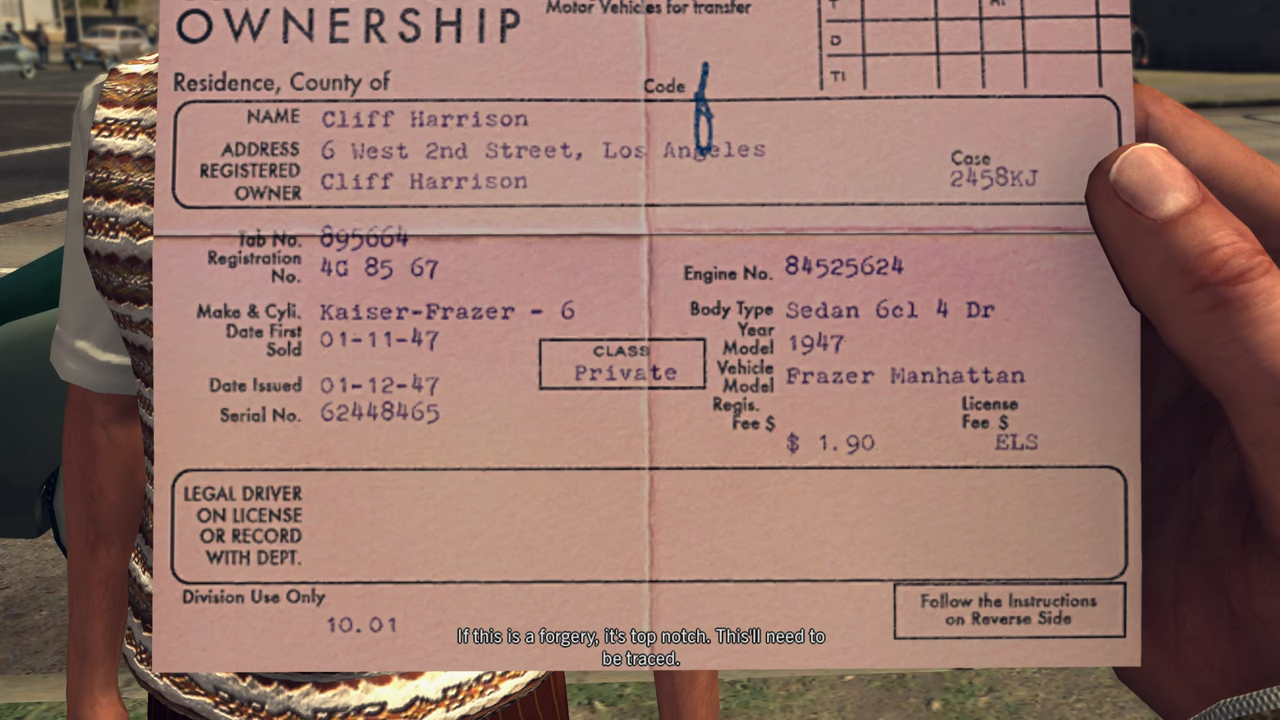 OWNERSHIP
Motor Vehicles for transfer
T
A1
D
T1
Residence, County of
Code 6
NAME Cliff Harrison
ADDRESS 6 West 2nd Street, Los Angeles
REGISTERED OWNER Cliff Harrison
Case
2458KJ
Tab No. 895664
Registration No. 4G 85 67
Engine No. 84525624
Make & Cyli. Kaiser-Frazer - 6
Body Type Sedan 6cl 4 Dr
Date First Sold 01-11-47
Year Model 1947
CLASS
Private
Vehicle Model Frazer Manhattan
Date Issued 01-12-47
Serial No. 62448465
Regis. Fee $
$ 1.90
License Fee $
ELS
LEGAL DRIVER
ON LICENSE
OR RECORD
WITH DEPT.
Division Use Only
10.01
Follow the Instructions
on Reverse Side
If this is a forgery, it's top notch. This'll need to
be traced.